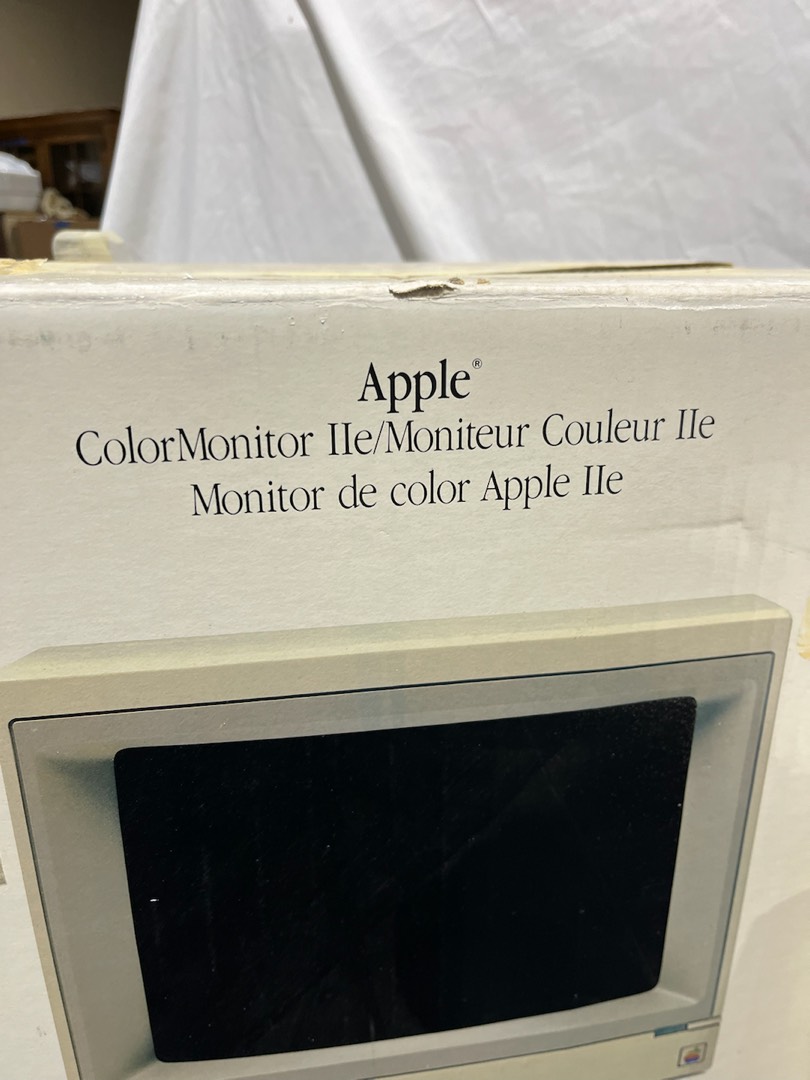 Apple®
ColorMonitor IIe/Moniteur Couleur IIe
Monitor de color Apple IIe